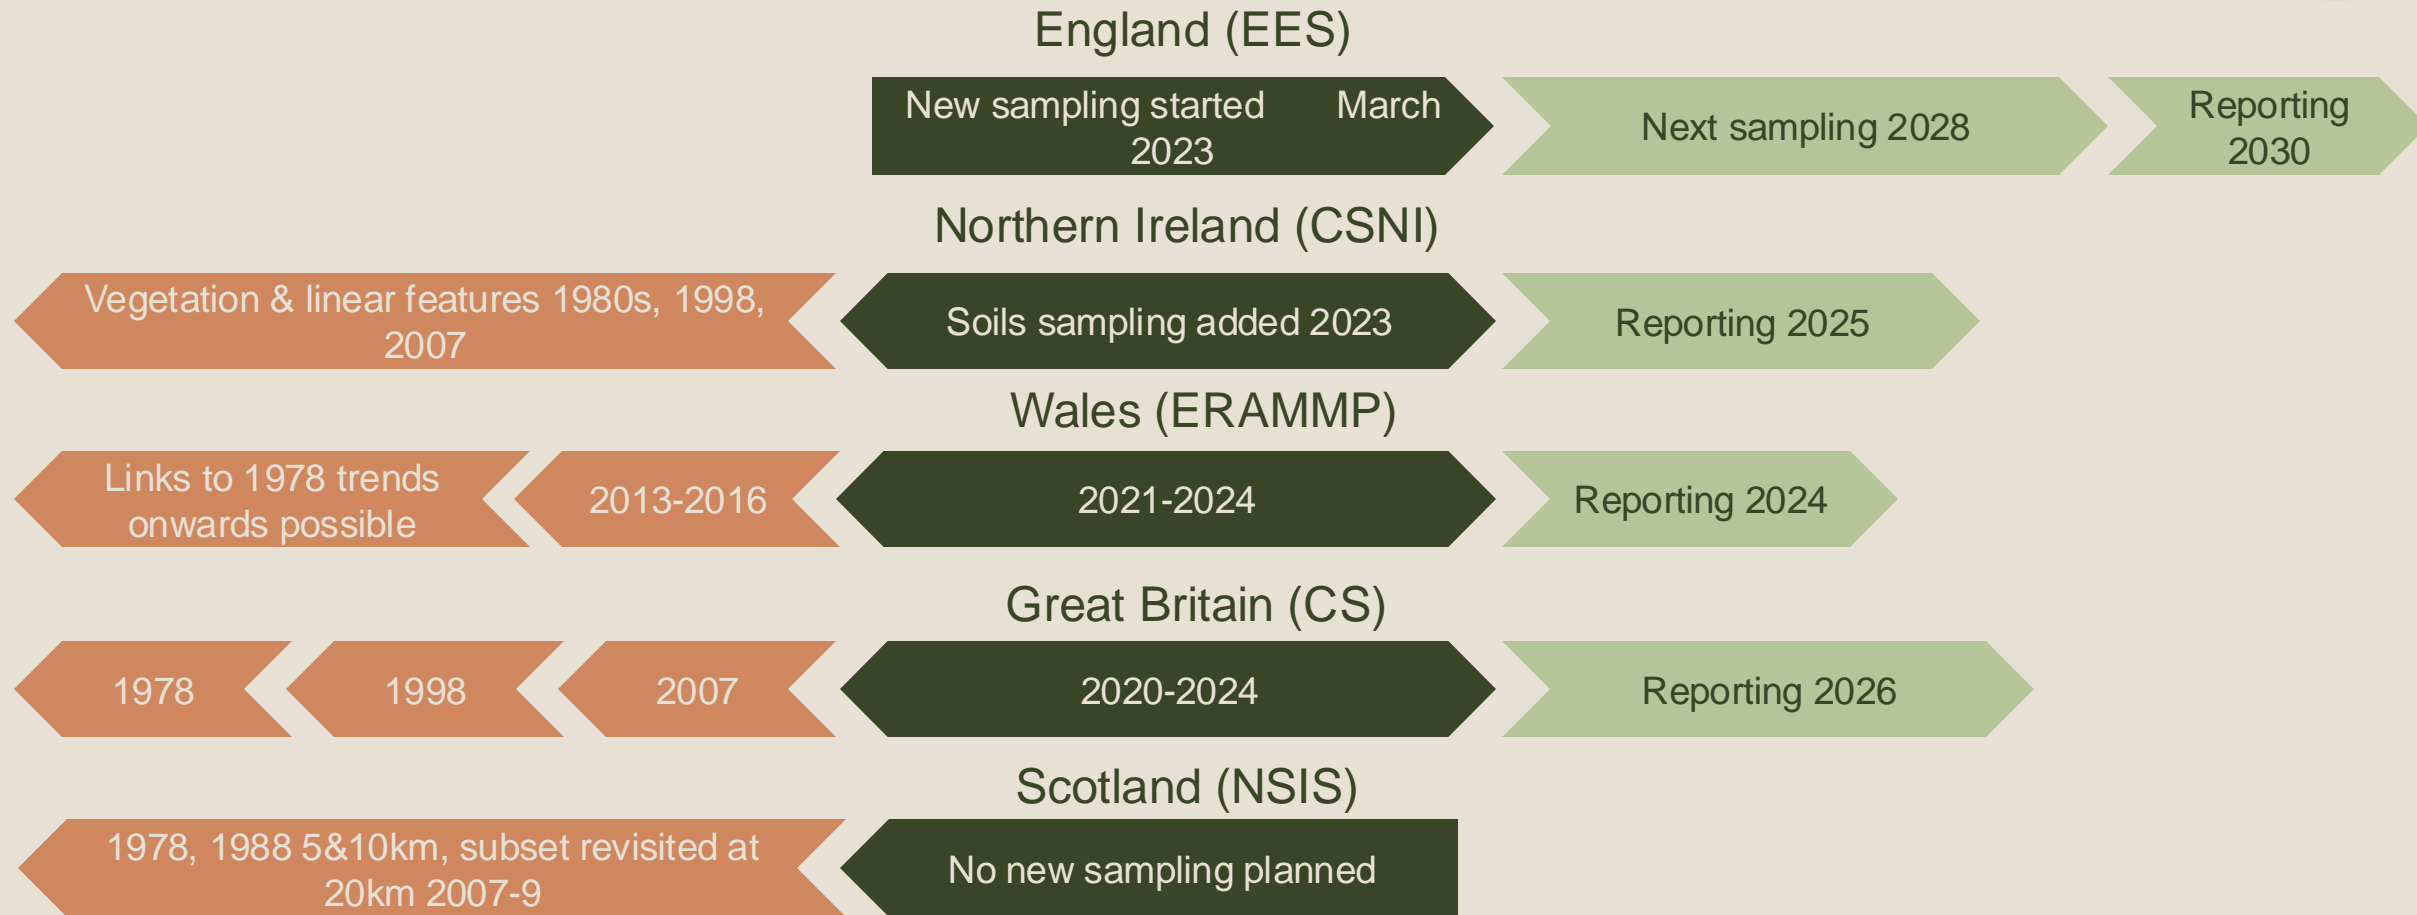 England (EES)
New sampling started March
2023
Next sampling 2028
Reporting
2030
Northern Ireland (CSNI)
Vegetation & linear features 1980s, 1998,
2007
Soils sampling added 2023
Reporting 2025
Wales (ERAMMP)
Links to 1978 trends
onwards possible
2013-2016
2021-2024
Reporting 2024
Great Britain (CS)
1978
1998
2007
2020-2024
Reporting 2026
Scotland (NSIS)
1978, 1988 5&10km, subset revisited at
20km 2007-9
No new sampling planned